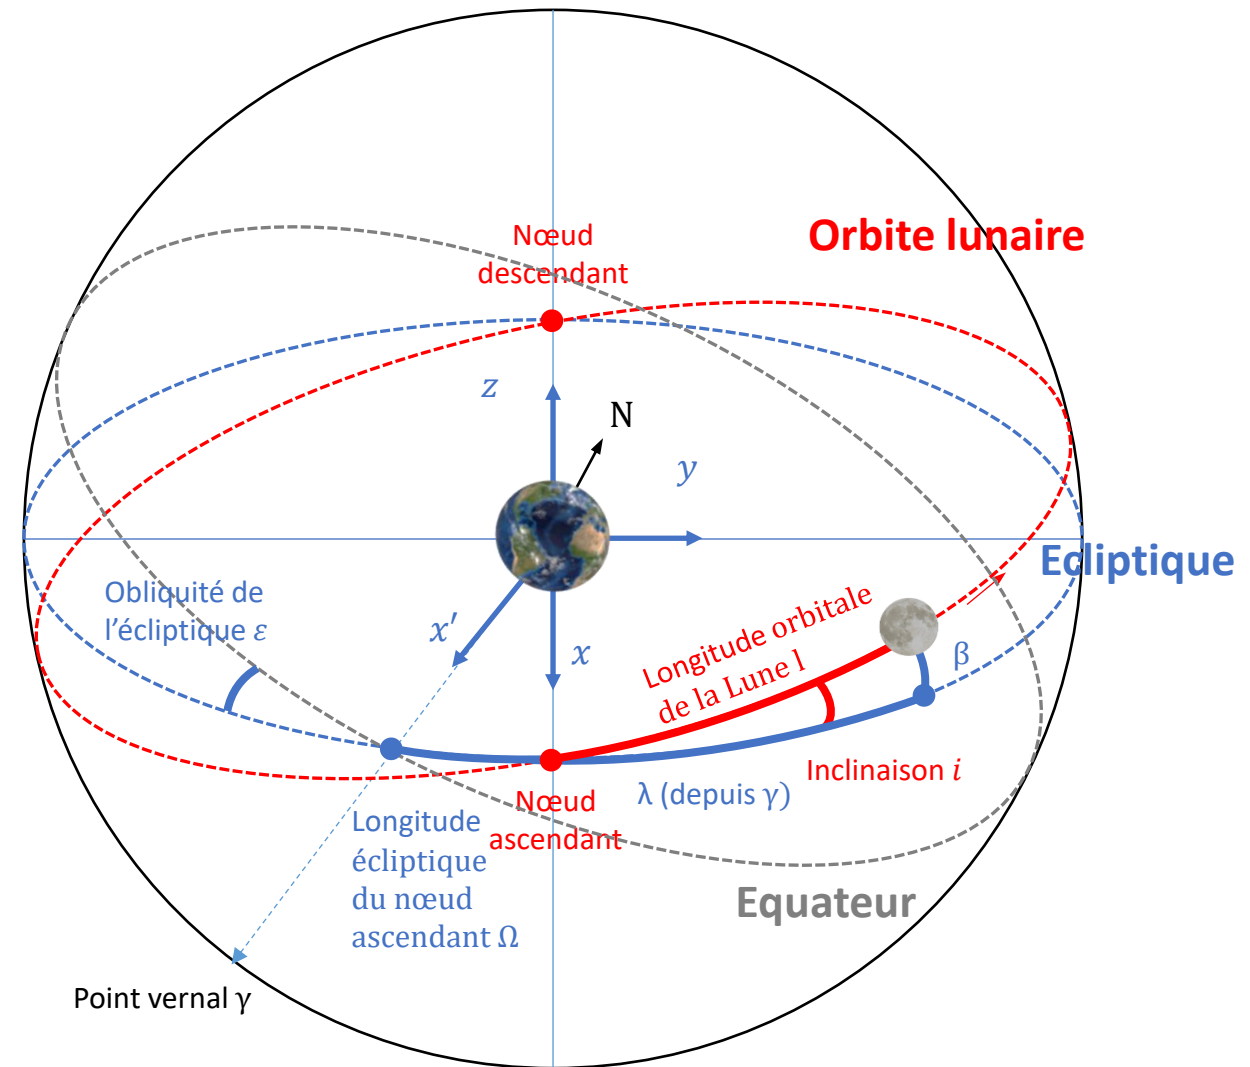 Orbite lunaire
Nœud
descendant
z
N
y
Ecliptique
Obliquité de
l'écliptique ε
x'
x
Longitude orbitale
de la Lune l
β
Inclinaison i
λ (depuis γ)
Nœud
ascendant
Longitude
écliptique
du nœud
ascendant Ω
Equateur
Point vernal γ